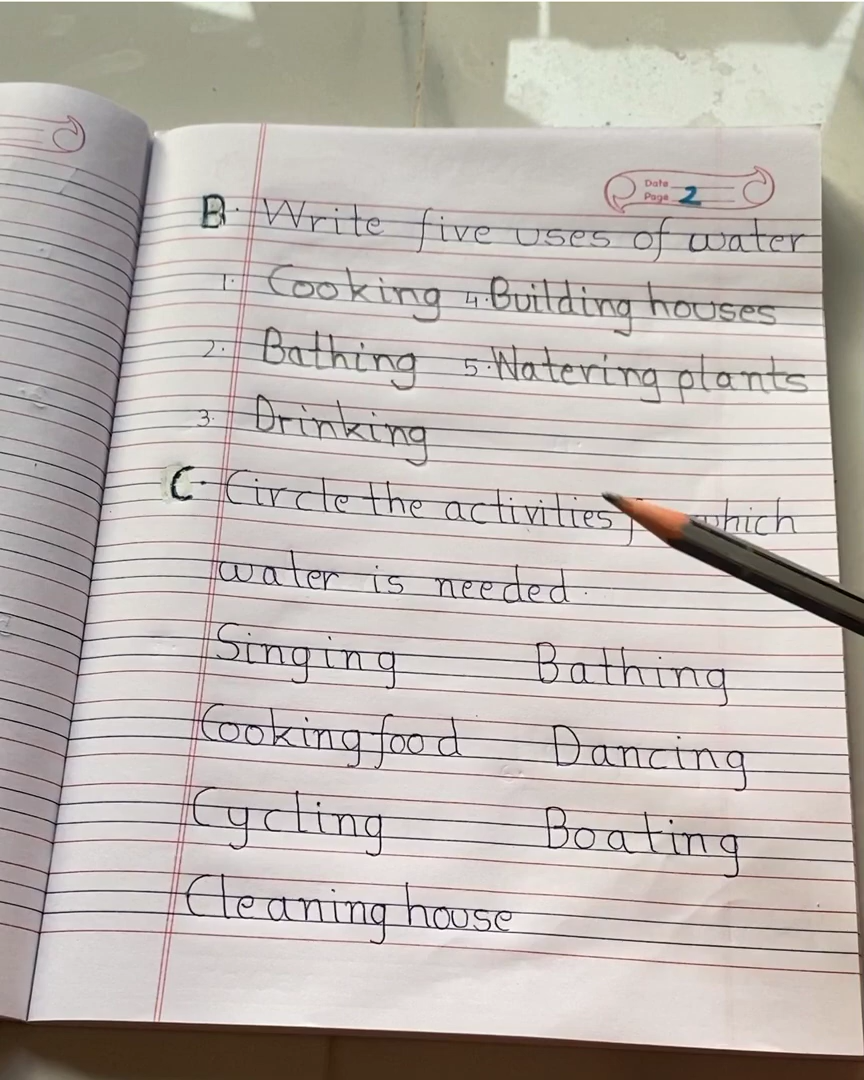 Date
Page 2
B. Write five uses of water
1. Cooking 4. Building houses
2. Bathing 5. Watering plants
3. Drinking
C. Circle the activities which
water is needed.
Singing Bathing
Cooking food Dancing
Cycling Boating
Cleaning house